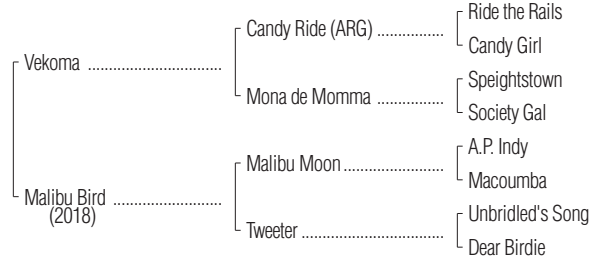 Ride the Rails
Candy Ride (ARG) ................
Candy Girl
Vekoma ................................
Speightstown
Mona de Momma ................
Society Gal
A.P. Indy
Malibu Moon ........................
Macoumba
Malibu Bird ..........................
(2018)
Unbridled's Song
Tweeter ..................................
Dear Birdie